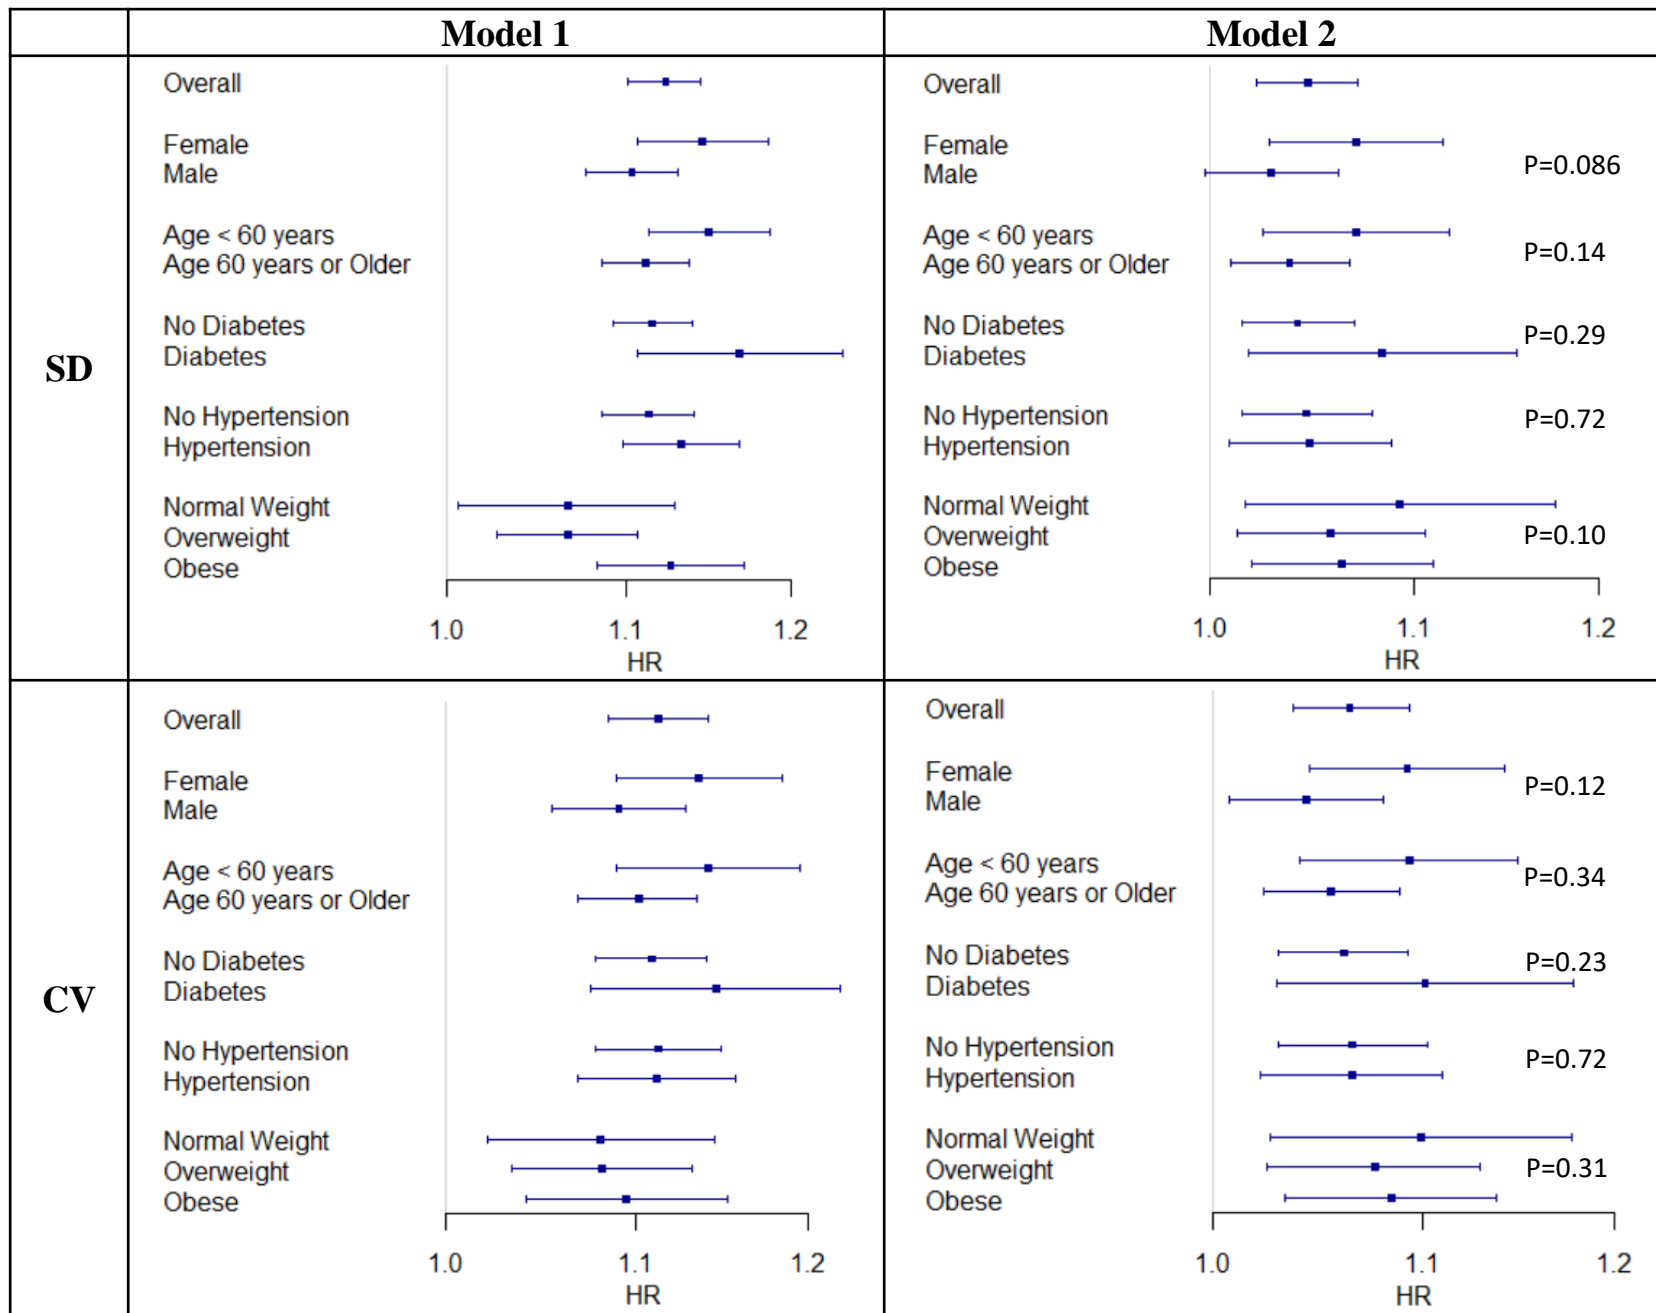 Model 1
Model 2
SD
Overall
Female
Male
Age < 60 years
Age 60 years or Older
No Diabetes
Diabetes
No Hypertension
Hypertension
Normal Weight
Overweight
Obese
1.0 1.1 1.2
HR
Overall
Female
Male
P=0.086
Age < 60 years
Age 60 years or Older
P=0.14
No Diabetes
Diabetes
P=0.29
No Hypertension
Hypertension
P=0.72
Normal Weight
Overweight
Obese
P=0.10
1.0 1.1 1.2
HR
CV
Overall
Female
Male
Age < 60 years
Age 60 years or Older
No Diabetes
Diabetes
No Hypertension
Hypertension
Normal Weight
Overweight
Obese
1.0 1.1 1.2
HR
Overall
Female
Male
P=0.12
Age < 60 years
Age 60 years or Older
P=0.34
No Diabetes
Diabetes
P=0.23
No Hypertension
Hypertension
P=0.72
Normal Weight
Overweight
Obese
P=0.31
1.0 1.1 1.2
HR